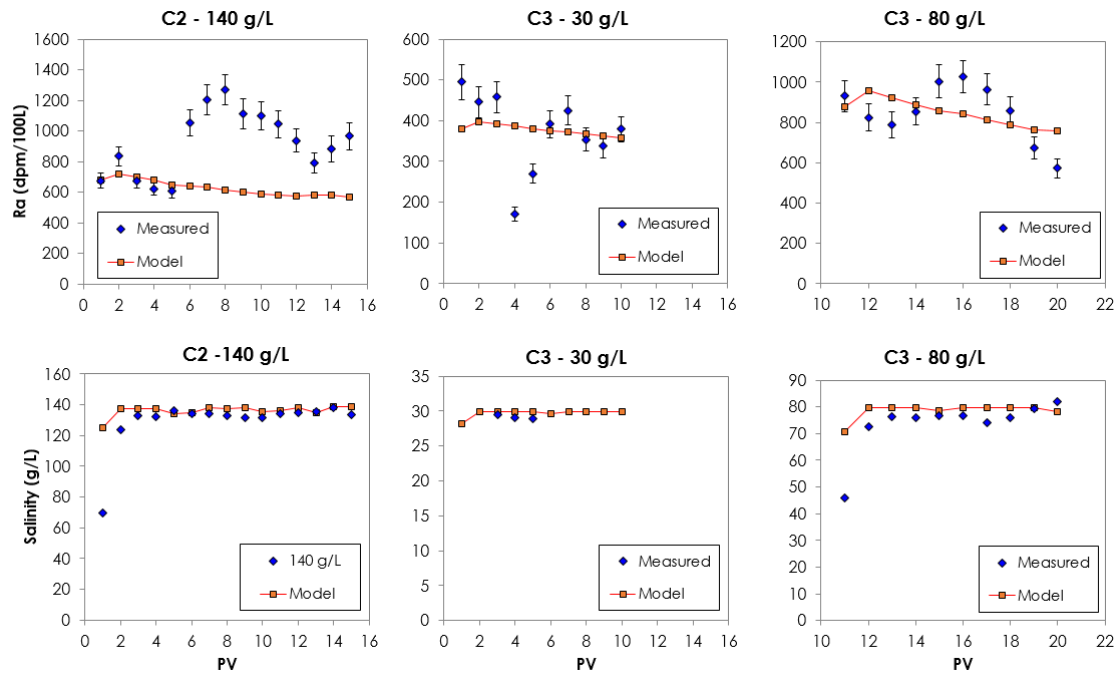 C2 - 140 g/L
C3 - 30 g/L
C3 - 80 g/L
Ra (dpm/100L)
1600
1400
1200
1000
800
600
400
200
0
Measured
Model
0 2 4 6 8 10 12 14 16
600
500
400
300
200
100
0
Measured
Model
0 2 4 6 8 10 12 14
1200
1000
800
600
400
200
0
Measured
Model
10 12 14 16 18 20 22
C2 -140 g/L
C3 - 30 g/L
C3 - 80 g/L
Salinity (g/L)
160
140
120
100
80
60
40
20
0
140 g/L
Model
0 2 4 6 8 10 12 14 16
PV
35
30
25
20
15
10
5
0
Measured
Model
0 2 4 6 8 10 12 14
PV
90
80
70
60
50
40
30
20
10
0
Measured
Model
10 12 14 16 18 20 22
PV